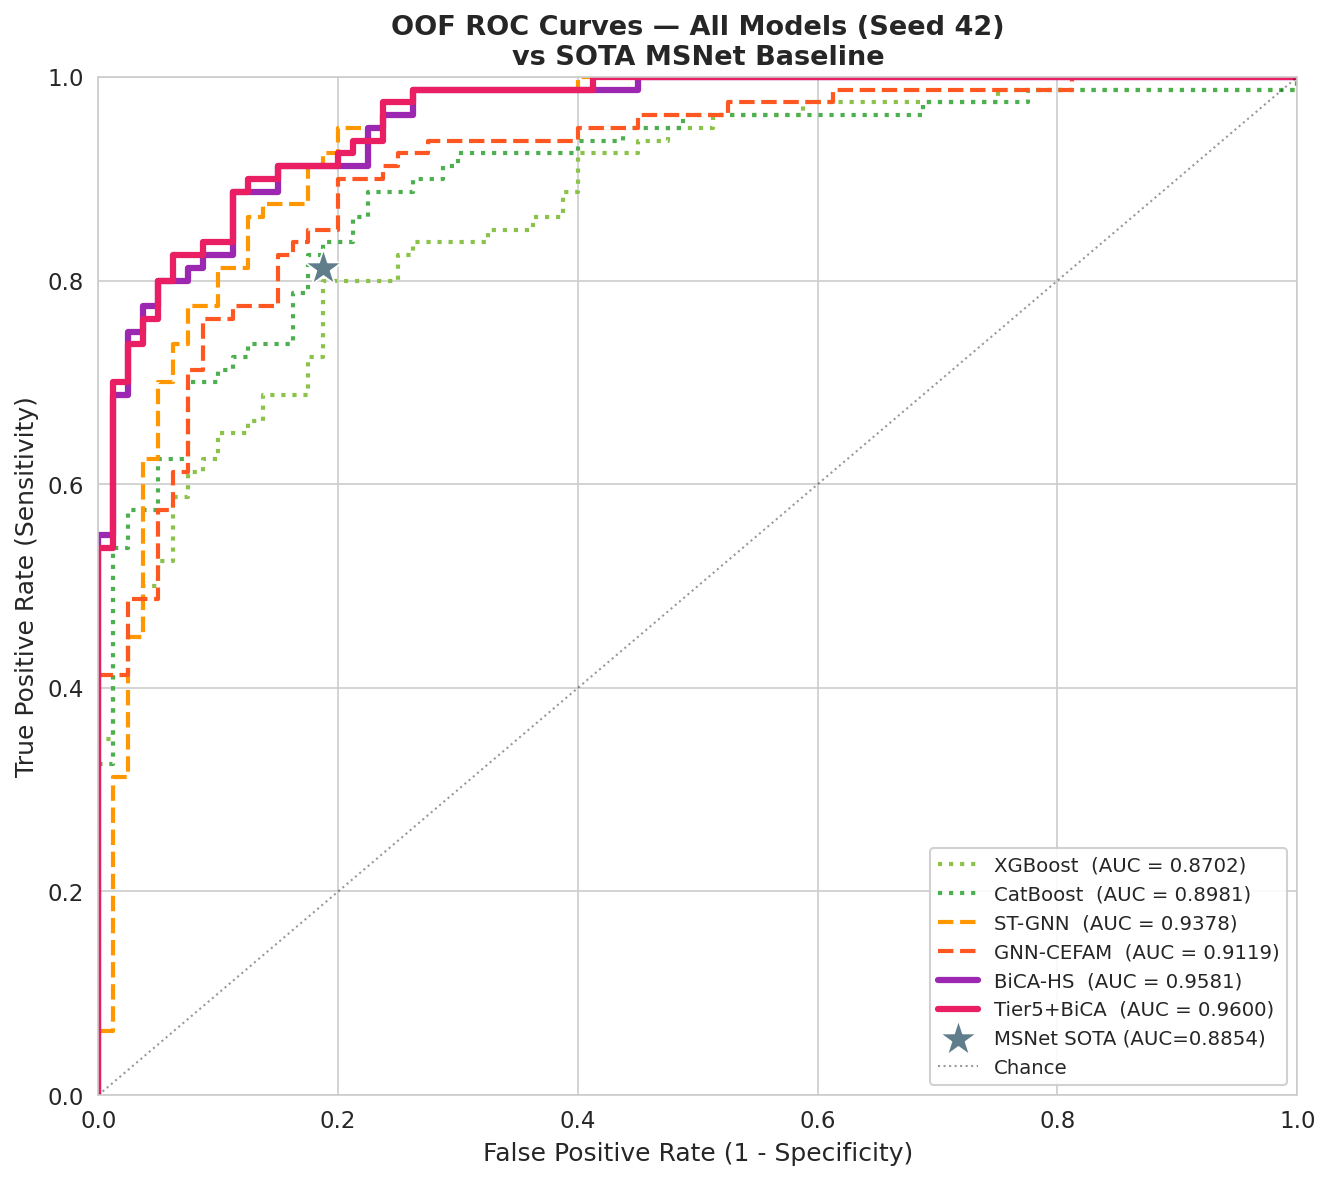 OOF ROC Curves — All Models (Seed 42)
vs SOTA MSNet Baseline
True Positive Rate (Sensitivity)
1.0
0.8
0.6
0.4
0.2
0.0
0.0 0.2 0.4 0.6 0.8 1.0
False Positive Rate (1 - Specificity)
XGBoost (AUC = 0.8702)
CatBoost (AUC = 0.8981)
ST-GNN (AUC = 0.9378)
GNN-CEFAM (AUC = 0.9119)
BiCA-HS (AUC = 0.9581)
Tier5+BiCA (AUC = 0.9600)
MSNet SOTA (AUC=0.8854)
Chance